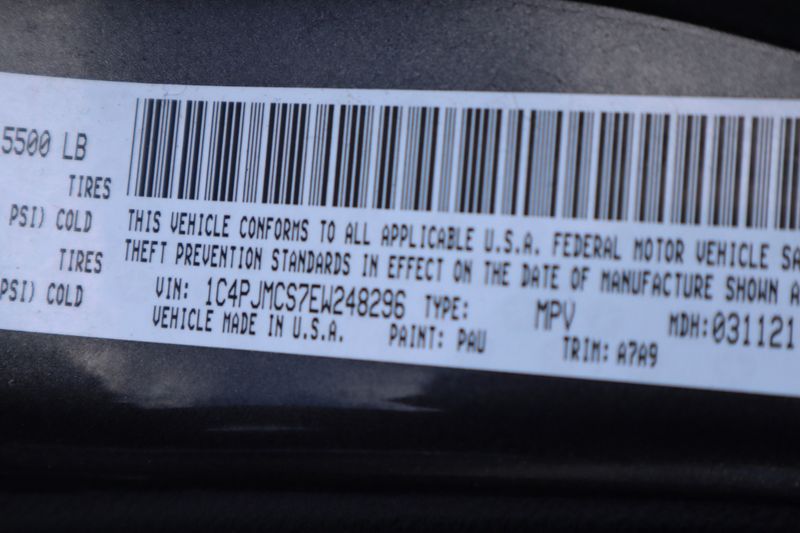 5500 LB
TIRES
PSI) COLD
TIRES
PSI) COLD
THIS VEHICLE CONFORMS TO ALL APPLICABLE U.S.A. FEDERAL MOTOR VEHICLE SA
THEFT PREVENTION STANDARDS IN EFFECT ON THE DATE OF MANUFACTURE SHOWN A
VIN: 1C4PJMCS7EW248296 TYPE: MPV MDH:031121
VEHICLE MADE IN U.S.A. PAINT: PAU TRIM: A7A9